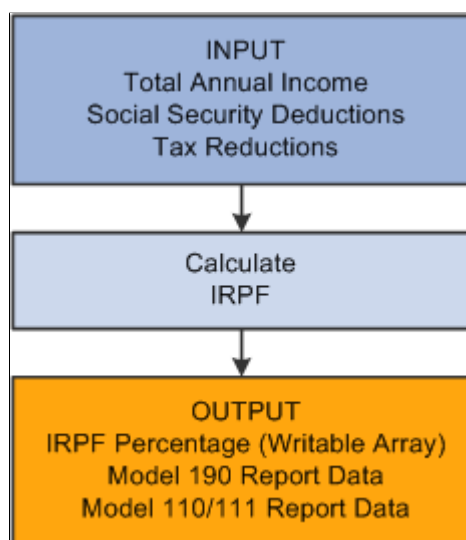 INPUT
Total Annual Income
Social Security Deductions
Tax Reductions
Calculate
IRPF
OUTPUT
IRPF Percentage (Writable Array)
Model 190 Report Data
Model 110/111 Report Data